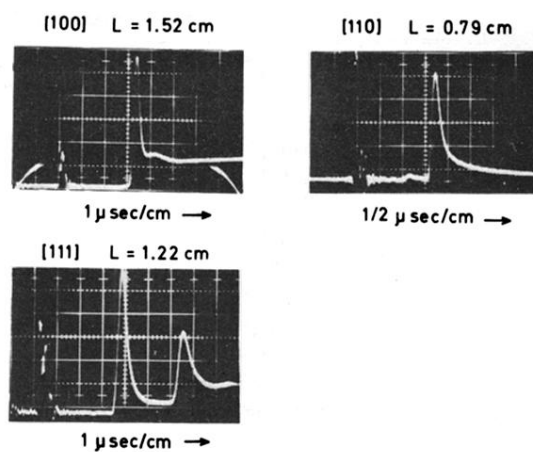 [100] L = 1.52 cm
1 µ sec/cm →
[110] L = 0.79 cm
1/2 µ sec/cm →
[111] L = 1.22 cm
1 µ sec/cm →